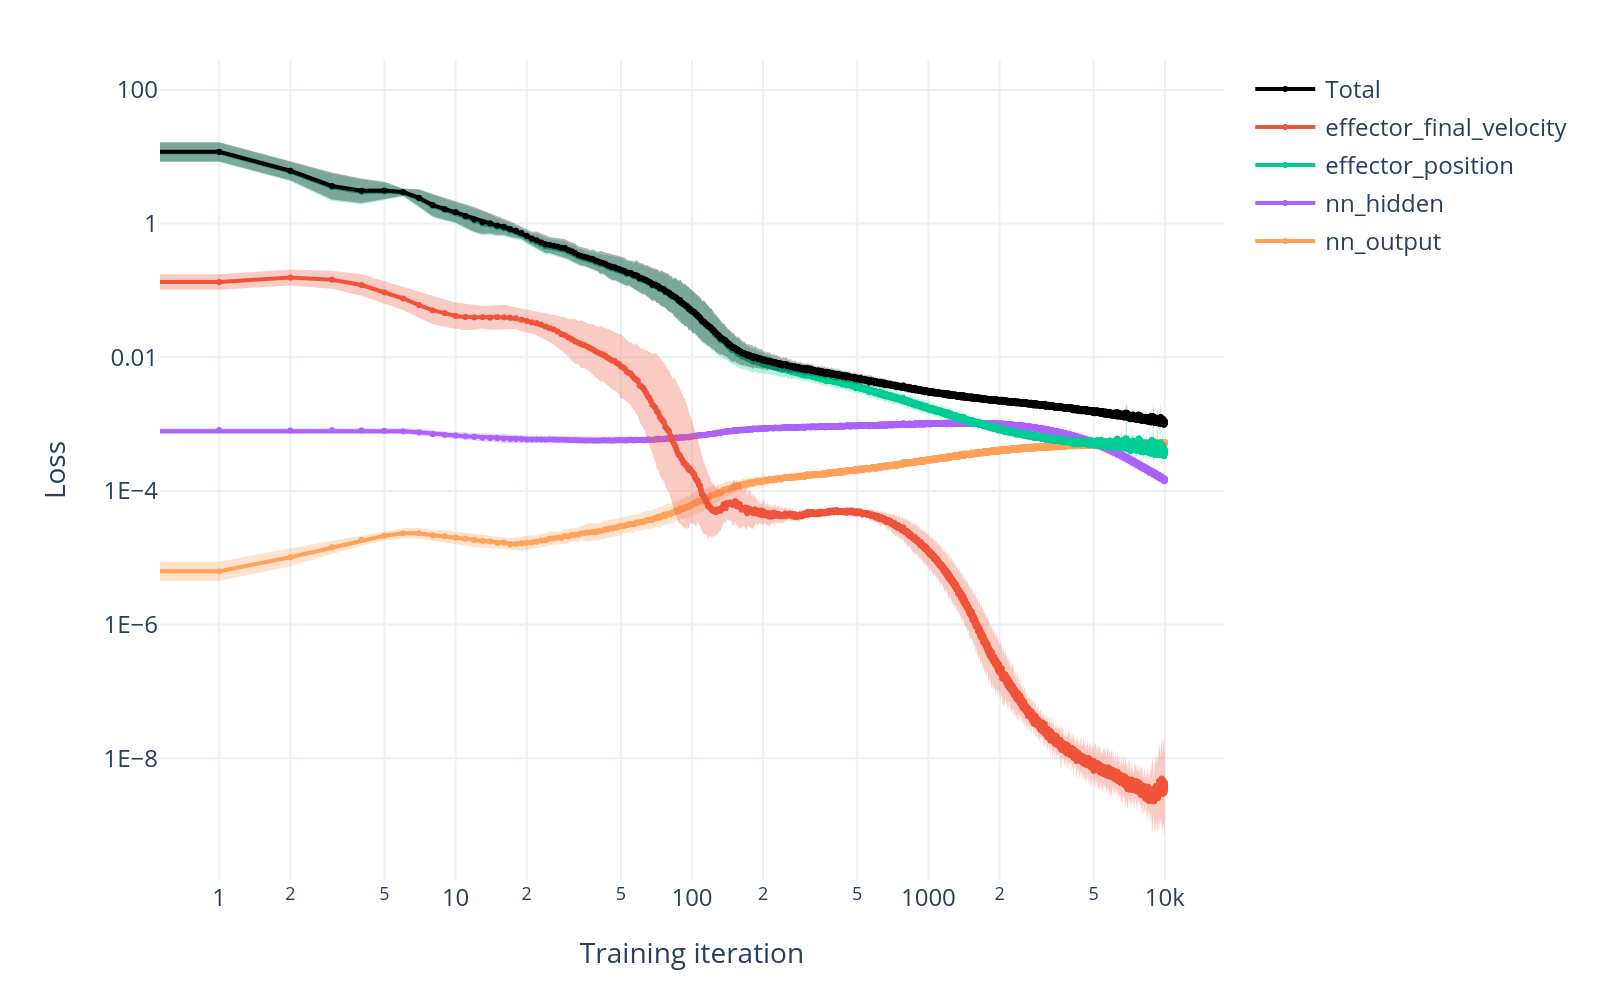 100
1
0.01
1E−4
1E−6
1E−8
Loss
1 2 5 10 2 5 100 2 5 1000 2 5 10k
Training iteration
Total
effector_final_velocity
effector_position
nn_hidden
nn_output